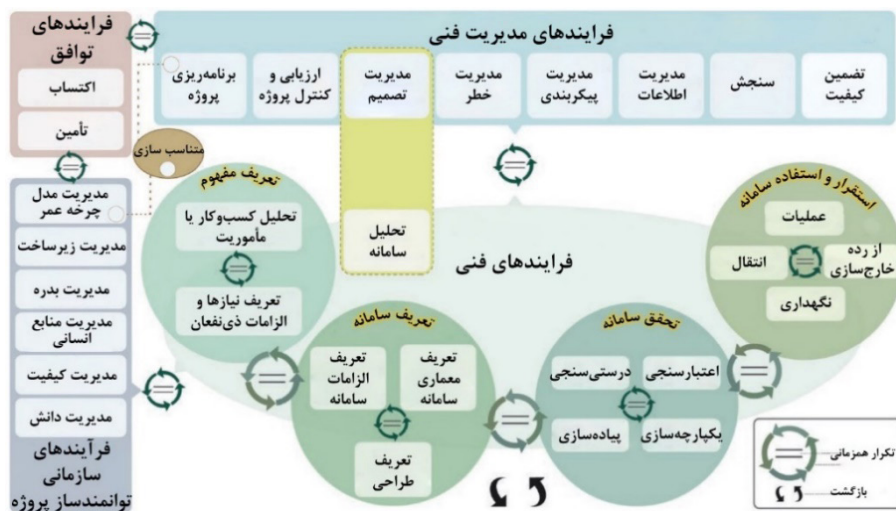 فرایندهای
توافق
اکتساب
تأمین
فرایندهای مدیریت فنی
تضمین
کیفیت
سنجش
مدیریت
اطلاعات
مدیریت
پیکربندی
مدیریت
خطر
مدیریت
تصمیم
ارزیابی و
کنترل پروژه
برنامه‌ریزی
پروژه
متناسب سازی
مدیریت مدل
چرخه عمر
مدیریت زیرساخت
مدیریت بدره
مدیریت منابع
انسانی
مدیریت کیفیت
مدیریت دانش
فرآیندهای
سازمانی
توانمندساز پروژه
تعریف مفهوم
تحلیل کسب‌وکار یا
مأموریت
تعریف نیازها و
الزامات ذی‌نفعان
تحلیل
سامانه
فرایندهای فنی
استقرار و استفاده سامانه
عملیات
از رده
خارج‌سازی
انتقال
نگهداری
تعریف سامانه
تعریف
معماری
سامانه
تعریف
الزامات
سامانه
تعریف
طراحی
تحقق سامانه
اعتبارسنجی
درستی‌سنجی
یکپارچه‌سازی
پیاده‌سازی
تکرار همزمانی
بازگشت